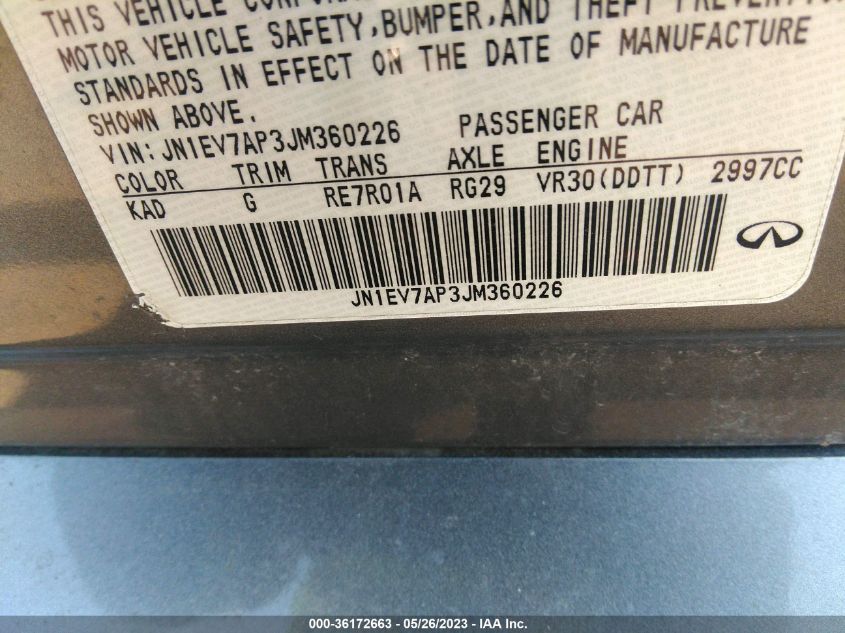 THIS VEHICLE
MOTOR VEHICLE SAFETY, BUMPER, AND THEFT
STANDARDS IN EFFECT ON THE DATE OF MANUFACTURE
SHOWN ABOVE.
VIN: JN1EV7AP3JM360226 PASSENGER CAR
COLOR TRIM TRANS AXLE ENGINE
KAD G RE7R01A RG29 VR30(DDTT) 2997CC
JN1EV7AP3JM360226
000-36172663 - 05/26/2023 - IAA Inc.